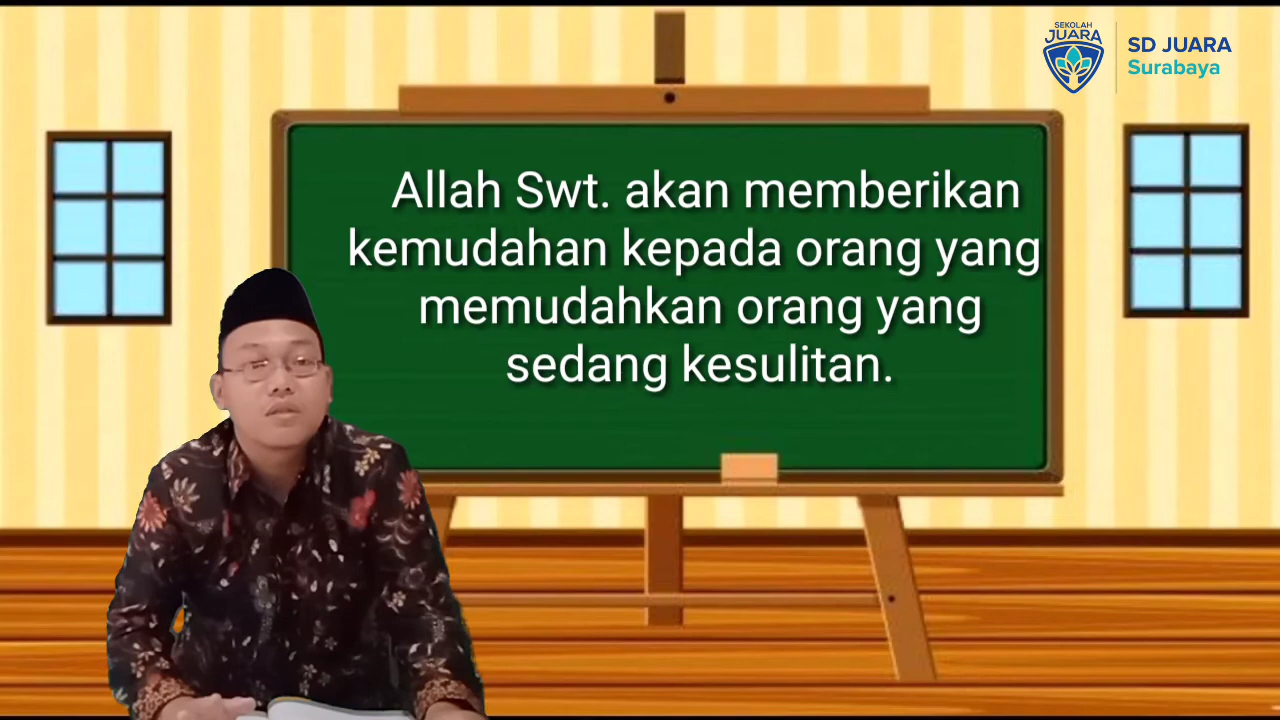 SEKOLAH
JUARA
SD JUARA
Surabaya
Allah Swt. akan memberikan
kemudahan kepada orang yang
memudahkan orang yang
sedang kesulitan.